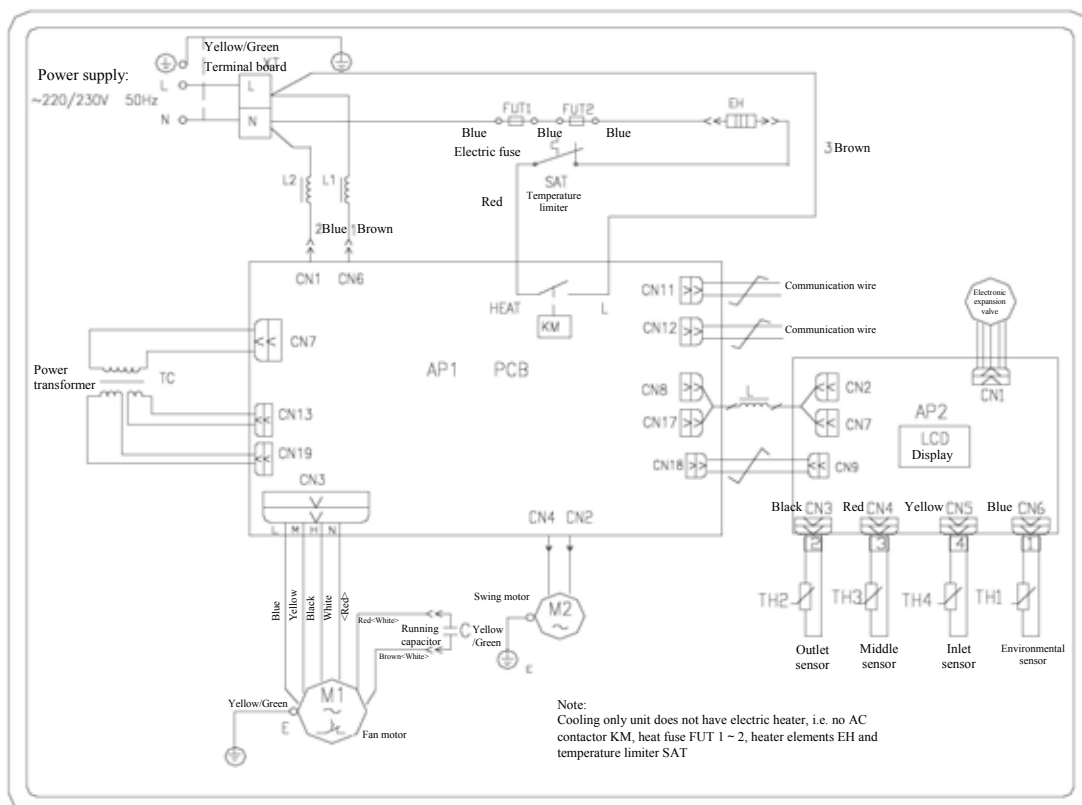 Yellow/Green
Terminal board
XT
Power supply:
~220/230V 50Hz
L
N
L
N
FUT1
FUT2
EH
Blue
Blue
Blue
Electric fuse
SAT
Temperature
limiter
Red
3 Brown
L2
L1
2 Blue 1 Brown
CN1
CN6
HEAT
L
KM
CN11
Communication wire
CN12
Communication wire
Electronic
expansion
valve
CN7
AP1 PCB
Power
transformer
TC
CN13
CN19
CN8
CN17
L
CN2
CN7
CN1
AP2
LCD
Display
CN18
CN9
CN3
L M H N
CN4 CN2
Black CN3
Red CN4
Yellow CN5
Blue CN6
2
3
4
1
TH2
TH3
TH4
TH1
Outlet
sensor
Middle
sensor
Inlet
sensor
Environmental
sensor
Blue
Yellow
Black
White
<Red>
Red<White>
Running
capacitor
C
Brown<White>
Swing motor
M2
~
Yellow
/Green
E
Yellow/Green
E
M1
~
Fan motor
Note:
Cooling only unit does not have electric heater, i.e. no AC
contactor KM, heat fuse FUT 1 ~ 2, heater elements EH and
temperature limiter SAT